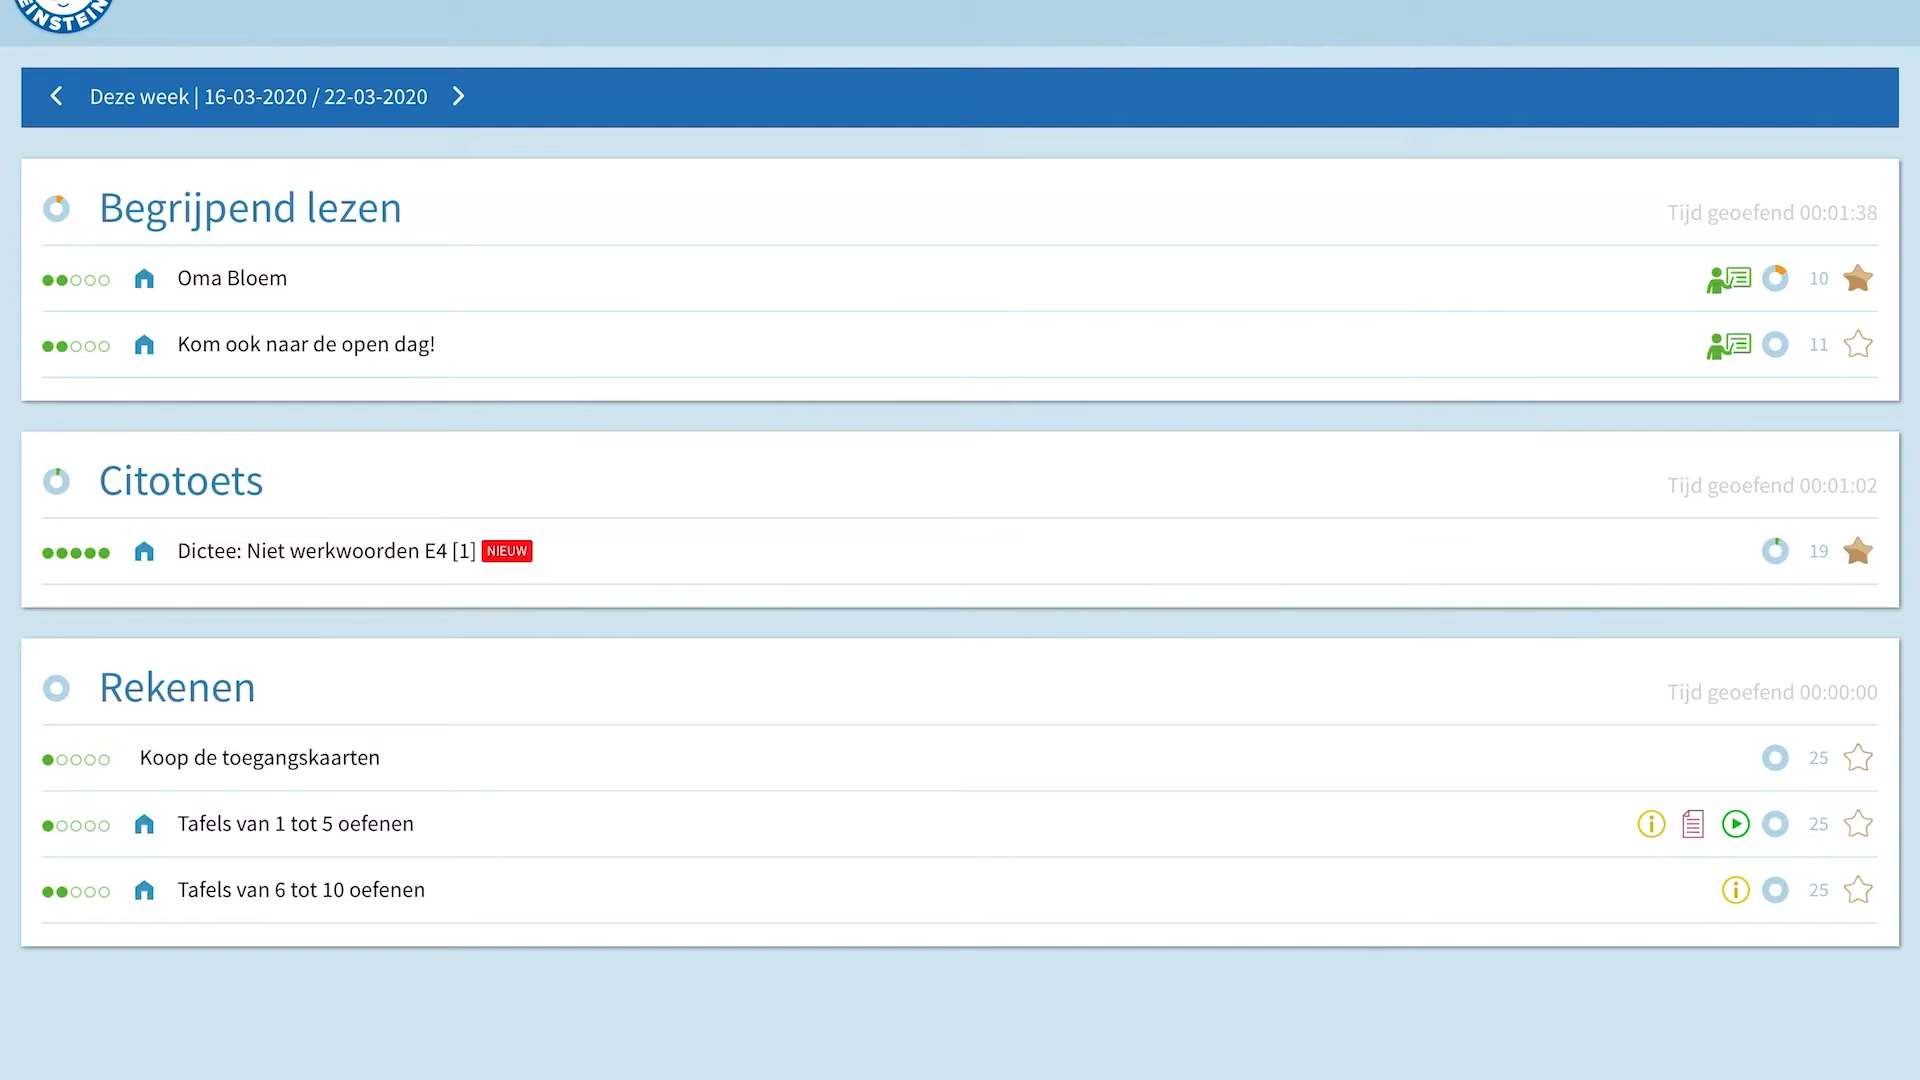 EINSTEIN
Deze week | 16-03-2020 / 22-03-2020
Begrijpend lezen
Tijd geoefend 00:01:38
Oma Bloem
10
Kom ook naar de open dag!
11
Citotoets
Tijd geoefend 00:01:02
Dictee: Niet werkwoorden E4 [1] NIEUW
19
Rekenen
Tijd geoefend 00:00:00
Koop de toegangskaarten
25
Tafels van 1 tot 5 oefenen
25
Tafels van 6 tot 10 oefenen
25